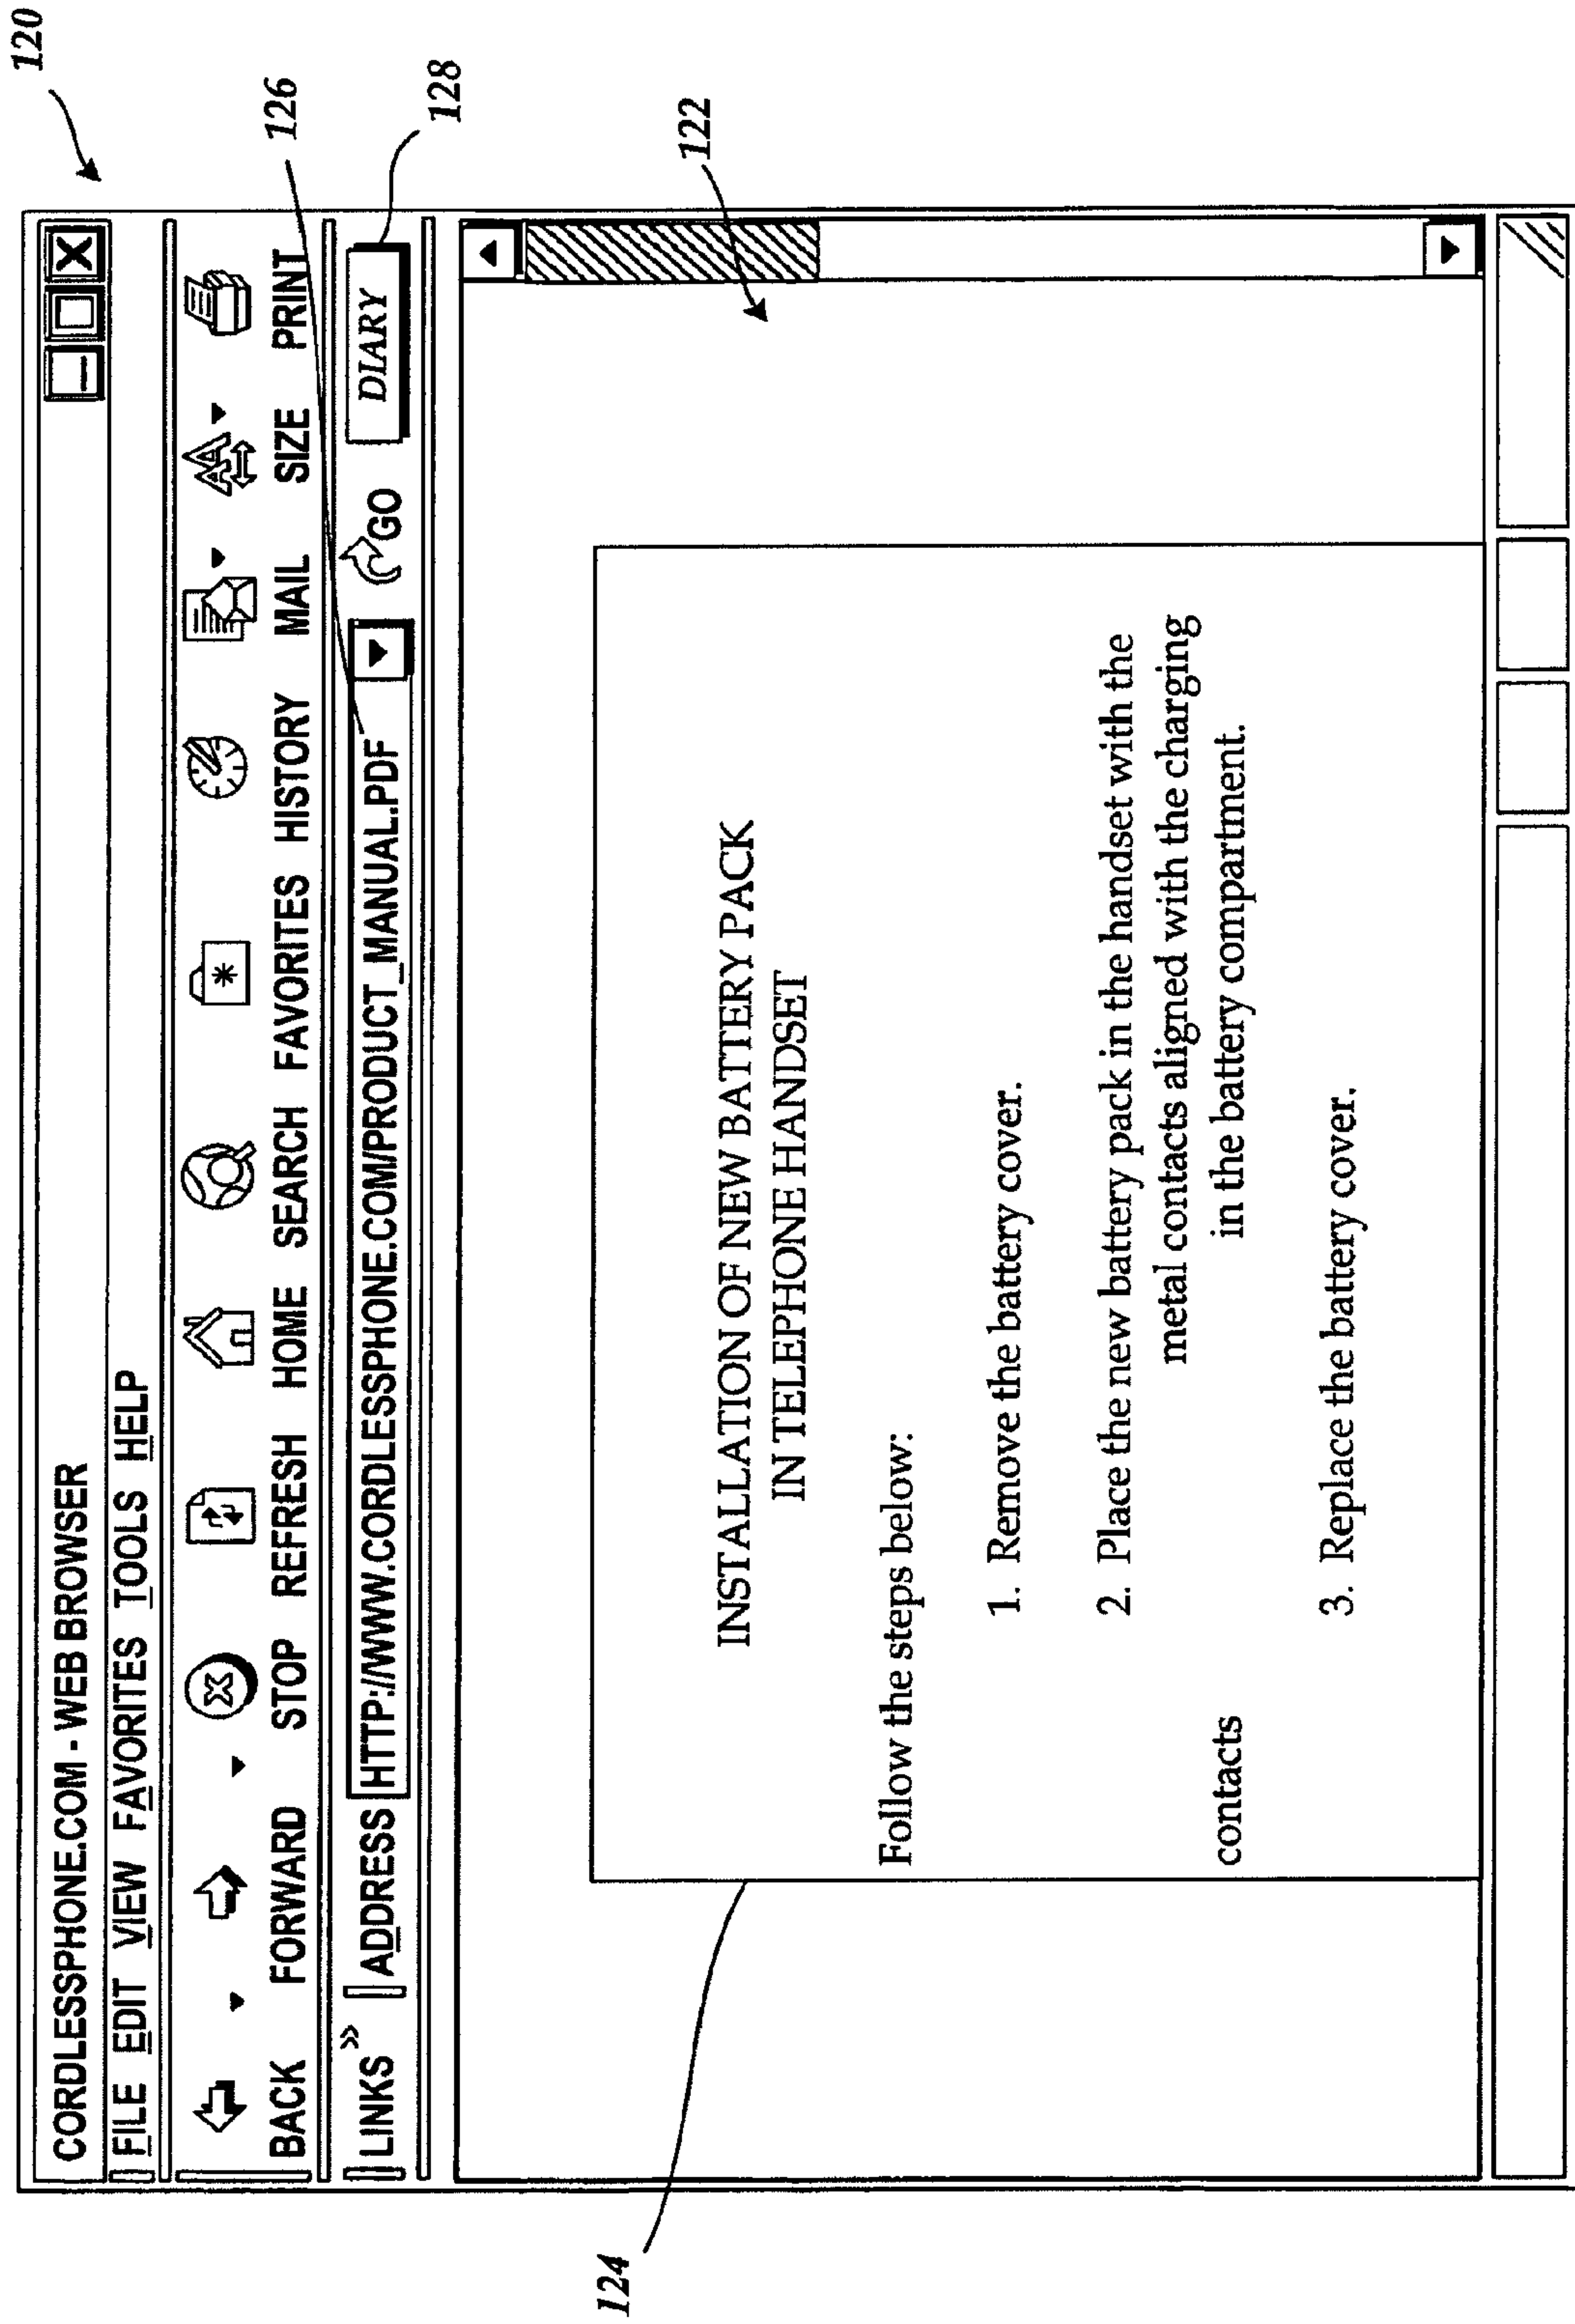 120
CORDLESSPHONE.COM - WEB BROWSER
FILE EDIT VIEW FAVORITES TOOLS HELP
BACK FORWARD STOP REFRESH HOME SEARCH FAVORITES HISTORY MAIL SIZE PRINT
126
LINKS » ADDRESS HTTP://WWW.CORDLESSPHONE.COM/PRODUCT_MANUAL.PDF GO DIARY
128
124
122
INSTALLATION OF NEW BATTERY PACK
IN TELEPHONE HANDSET
Follow the steps below:
1. Remove the battery cover.
2. Place the new battery pack in the handset with the
metal contacts aligned with the charging
contacts in the battery compartment.
3. Replace the battery cover.